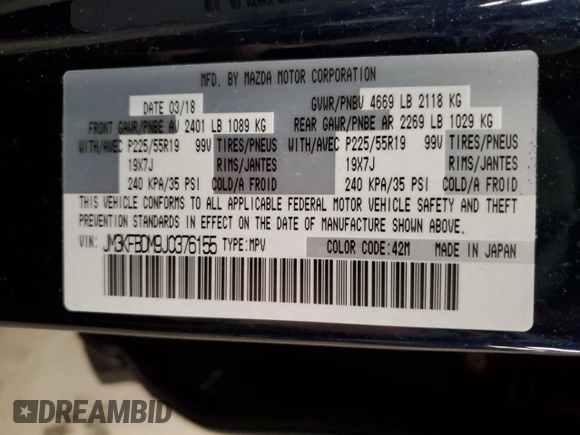 MFD. BY MAZDA MOTOR CORPORATION
DATE 03/18 GVWR/PNBV 4669 LB 2118 KG
FRONT GAWR/PNBE AV 2401 LB 1089 KG REAR GAWR/PNBE AR 2269 LB 1029 KG
WITH/AVEC P225/55R19 99V TIRES/PNEUS WITH/AVEC P225/55R19 99V TIRES/PNEUS
19X7J RIMS/JANTES 19X7J RIMS/JANTES
240 KPA/35 PSI COLD/A FROID 240 KPA/35 PSI COLD/A FROID
THIS VEHICLE CONFORMS TO ALL APPLICABLE FEDERAL MOTOR VEHICLE SAFETY AND THEFT
PREVENTION STANDARDS IN EFFECT ON THE DATE OF MANUFACTURE SHOWN ABOVE.
VIN: JM3KFBDM9J0376155 TYPE:MPV COLOR CODE:42M MADE IN JAPAN
DREAMBID